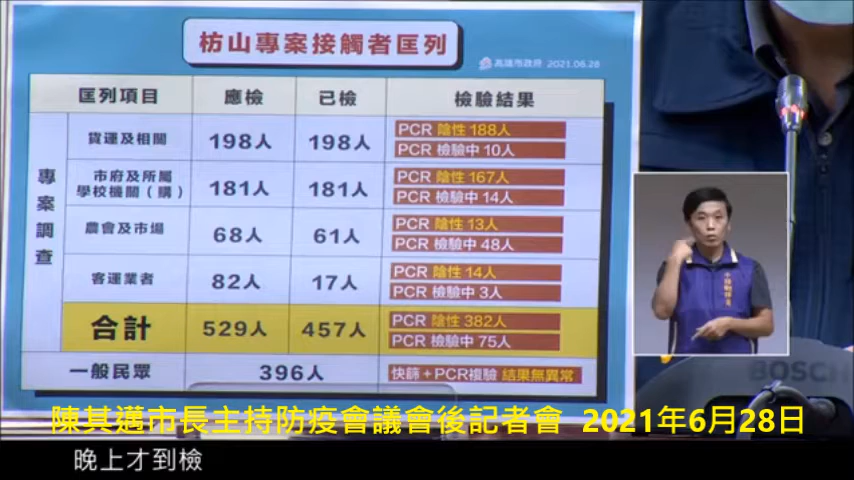 枋山專案接觸者匡列
高雄市政府 2021.06.28
匡列項目 應檢 已檢 檢驗結果
專案調查
貨運及相關 198人 198人 PCR 陰性 188人
PCR 檢驗中 10人
市府及所屬
學校機關（購） 181人 181人 PCR 陰性 167人
PCR 檢驗中 14人
農會及市場 68人 61人 PCR 陰性 13人
PCR 檢驗中 48人
客運業者 82人 17人 PCR 陰性 14人
PCR 檢驗中 3人
合計 529人 457人 PCR 陰性 382人
PCR 檢驗中 75人
一般民眾 396人 快篩＋PCR複驗 結果無異常
BOSCH
陳其邁市長主持防疫會議會後記者會 2021年6月28日
晚上才到檢